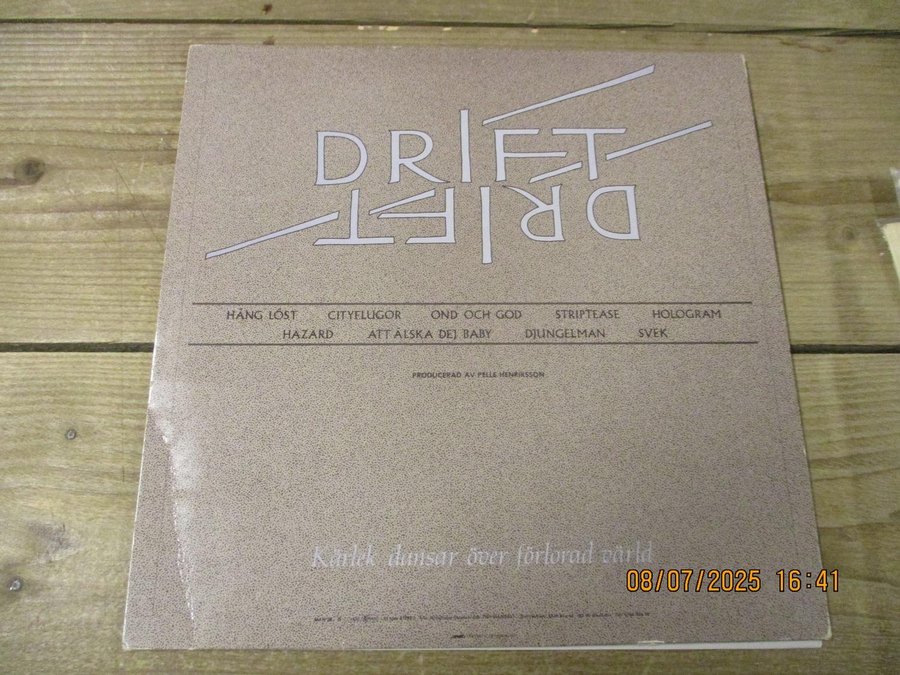 DRIFT
DRIFT
HÄNG LÖST CITYFLUGOR OND OCH GOD STRIPTEASE HOLOGRAM
HAZARD ATT ÄLSKA DEJ BABY DJUNGELMAN SVEK
PRODUCERAD AV PELLE HENRIKSSON
Kärlek dansar över förlorad värld
08/07/2025 16:41